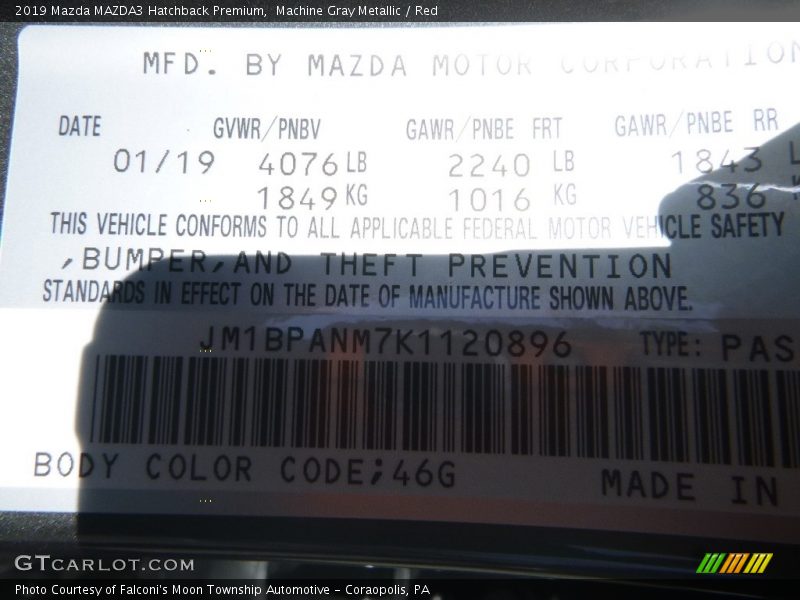 2019 Mazda MAZDA3 Hatchback Premium, Machine Gray Metallic / Red
MFD. BY MAZDA MOTOR CORPORATION
DATE GVWR/PNBV GAWR/PNBE FRT GAWR/PNBE RR
01/19 4076 LB 2240 LB 1843 L
1849 KG 1016 KG 836
THIS VEHICLE CONFORMS TO ALL APPLICABLE FEDERAL MOTOR VEHICLE SAFETY
,BUMPER,AND THEFT PREVENTION
STANDARDS IN EFFECT ON THE DATE OF MANUFACTURE SHOWN ABOVE.
JM1BPANM7K1120896 TYPE: PAS
BODY COLOR CODE;46G MADE IN
GTCARLOT.COM
Photo Courtesy of Falconi's Moon Township Automotive - Coraopolis, PA